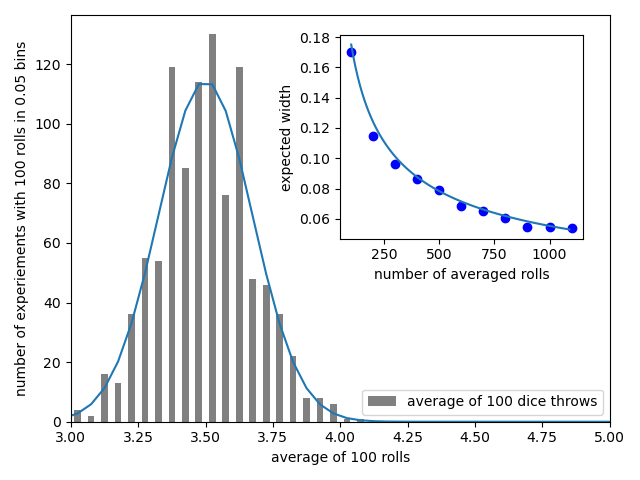 number of experiements with 100 rolls in 0.05 bins
120
100
80
60
40
20
0
3.00 3.25 3.50 3.75 4.00 4.25 4.50 4.75 5.00
average of 100 rolls
average of 100 dice throws
expected width
0.18
0.16
0.14
0.12
0.10
0.08
0.06
250 500 750 1000
number of averaged rolls